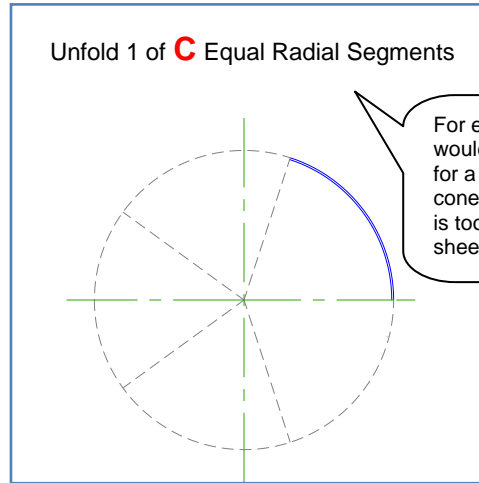 Unfold 1 of C Equal Radial Segments
For e
would
for a
cone
is too
shee